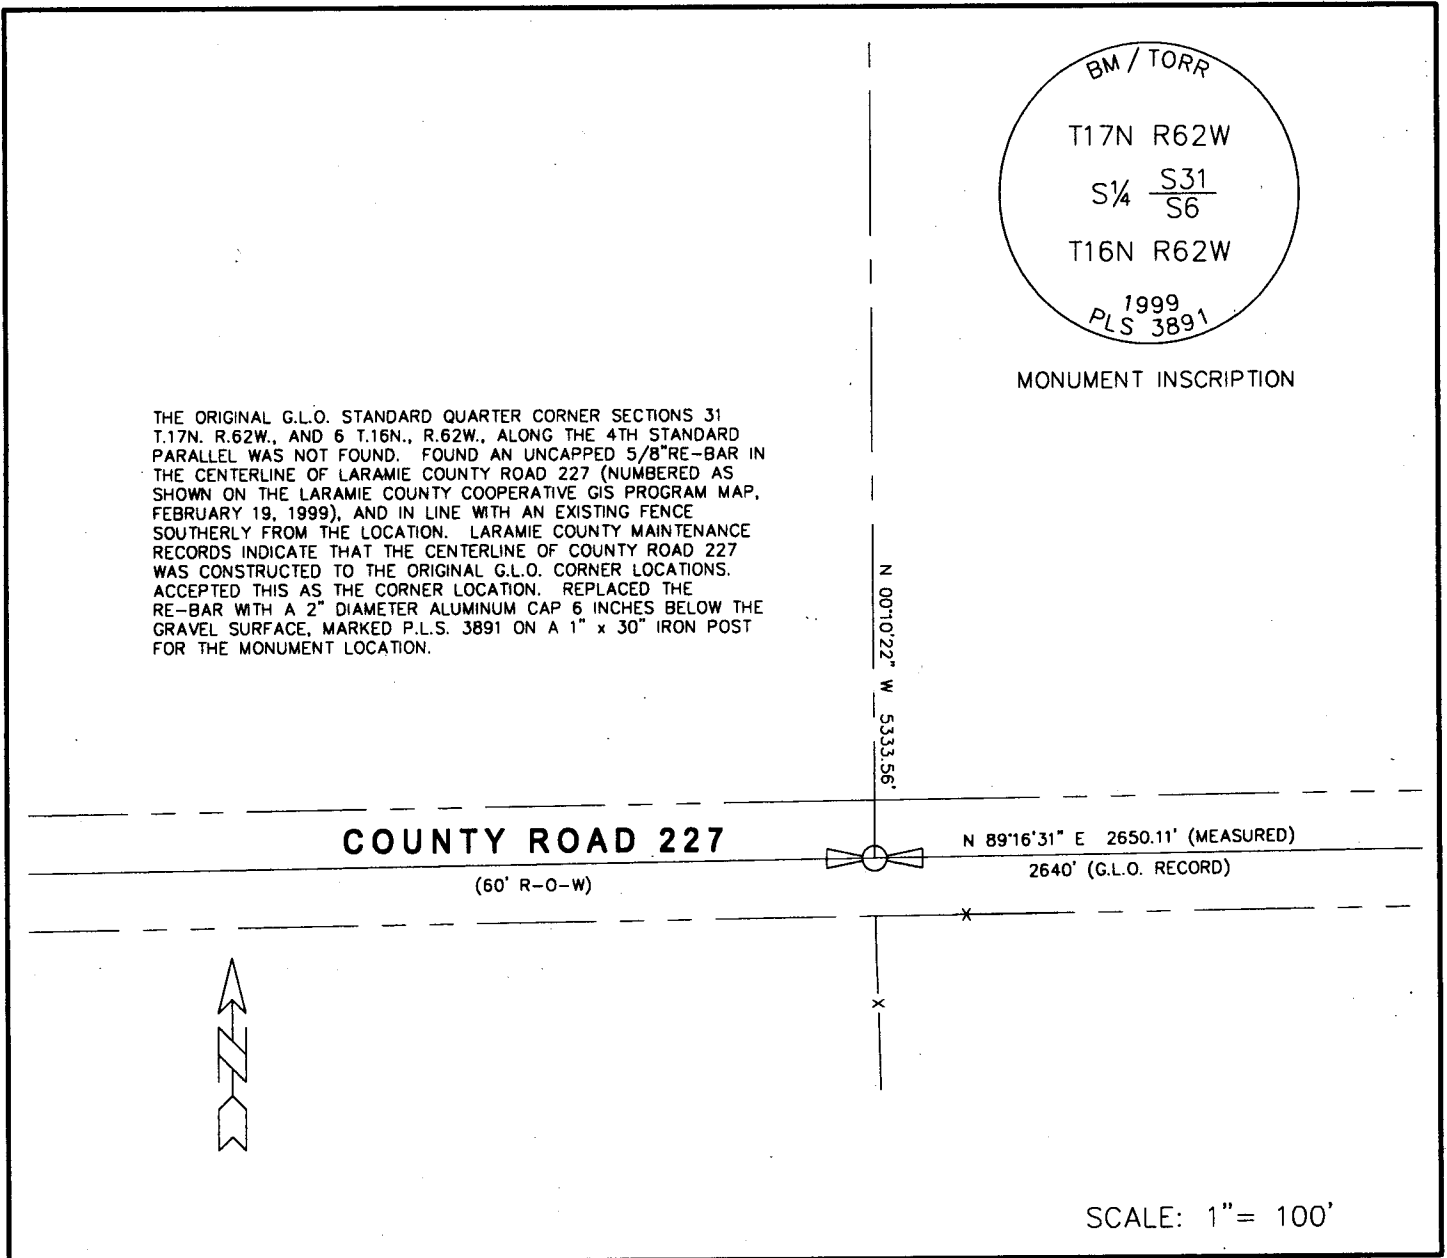 BM / TORR
T17N R62W
S¼ S31
S6
T16N R62W
1999
PLS 3891
MONUMENT INSCRIPTION
THE ORIGINAL G.L.O. STANDARD QUARTER CORNER SECTIONS 31
T.17N. R.62W., AND 6 T.16N., R.62W., ALONG THE 4TH STANDARD
PARALLEL WAS NOT FOUND. FOUND AN UNCAPPED 5/8"RE-BAR IN
THE CENTERLINE OF LARAMIE COUNTY ROAD 227 (NUMBERED AS
SHOWN ON THE LARAMIE COUNTY COOPERATIVE GIS PROGRAM MAP,
FEBRUARY 19, 1999), AND IN LINE WITH AN EXISTING FENCE
SOUTHERLY FROM THE LOCATION. LARAMIE COUNTY MAINTENANCE
RECORDS INDICATE THAT THE CENTERLINE OF COUNTY ROAD 227
WAS CONSTRUCTED TO THE ORIGINAL G.L.O. CORNER LOCATIONS.
ACCEPTED THIS AS THE CORNER LOCATION. REPLACED THE
RE-BAR WITH A 2" DIAMETER ALUMINUM CAP 6 INCHES BELOW THE
GRAVEL SURFACE, MARKED P.L.S. 3891 ON A 1" x 30" IRON POST
FOR THE MONUMENT LOCATION.
N 00°10'22" W 5333.56'
COUNTY ROAD 227
(60' R-O-W)
N 89°16'31" E 2650.11' (MEASURED)
2640' (G.L.O. RECORD)
N
SCALE: 1"= 100'